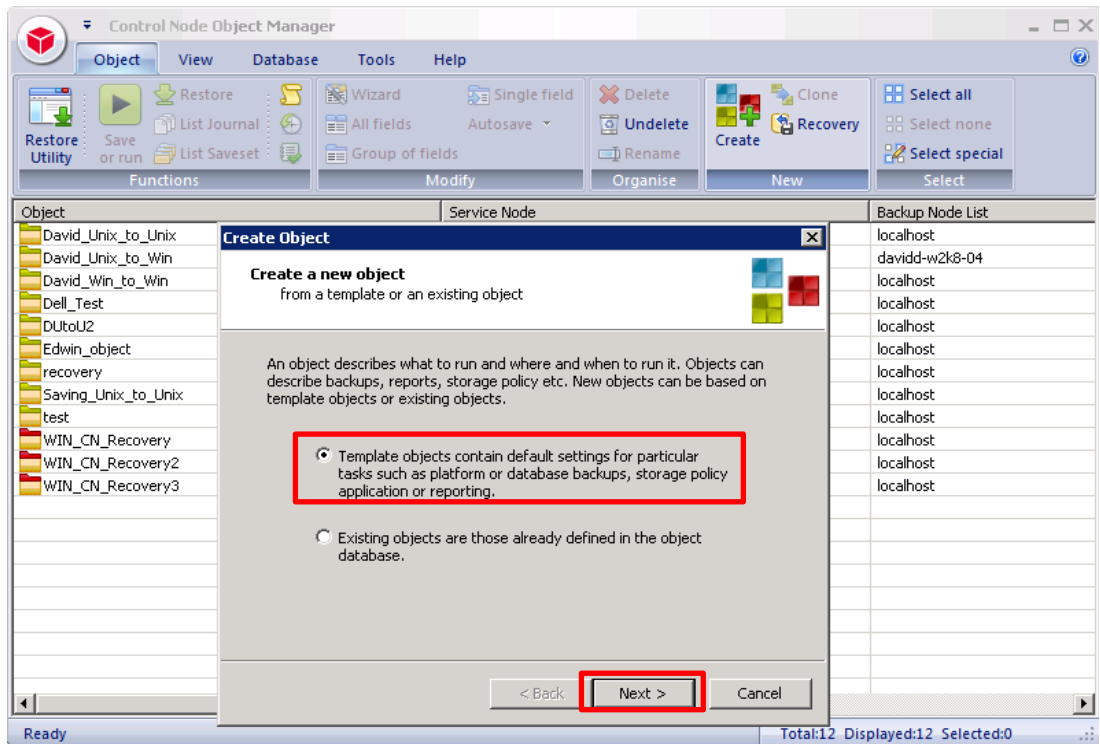 Control Node Object Manager
Object View Database Tools Help
Restore Utility
Save or run
Restore
List Journal
List Saveset
Functions
Wizard
All fields
Group of fields
Single field
Autosave
Modify
Delete
Undelete
Rename
Organise
Create
Clone
Recovery
New
Select all
Select none
Select special
Select
Object Service Node Backup Node List
David_Unix_to_Unix localhost
David_Unix_to_Win davidd-w2k8-04
David_Win_to_Win localhost
Dell_Test localhost
DUtoU2 localhost
Edwin_object localhost
recovery localhost
Saving_Unix_to_Unix localhost
test localhost
WIN_CN_Recovery localhost
WIN_CN_Recovery2 localhost
WIN_CN_Recovery3 localhost
Create Object
Create a new object
from a template or an existing object
An object describes what to run and where and when to run it. Objects can
describe backups, reports, storage policy etc. New objects can be based on
template objects or existing objects.
Template objects contain default settings for particular
tasks such as platform or database backups, storage policy
application or reporting.
Existing objects are those already defined in the object
database.
< Back Next > Cancel
Ready Total:12 Displayed:12 Selected:0